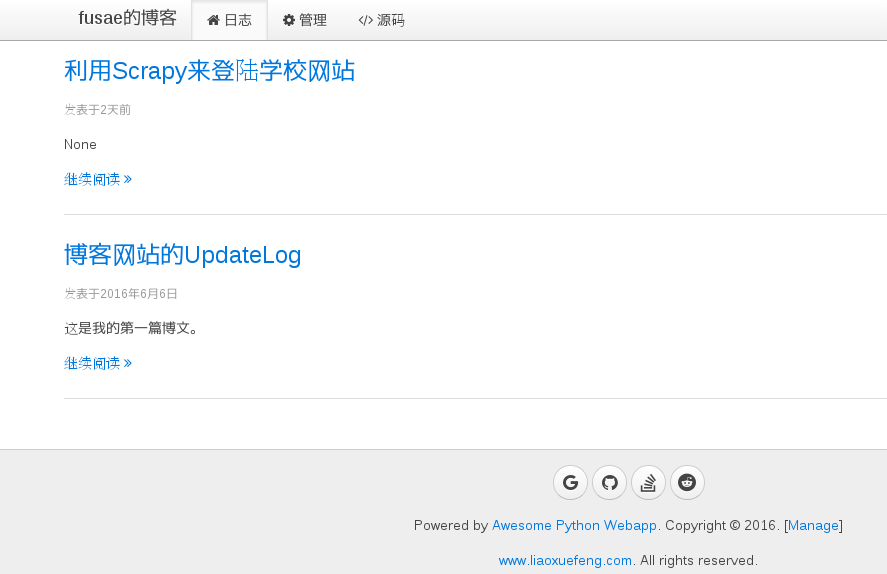 fusae的博客 日志 管理 源码
利用Scrapy来登陆学校网站
发表于2天前
None
继续阅读
博客网站的UpdateLog
发表于2016年6月6日
这是我的第一篇博文。
继续阅读
Powered by Awesome Python Webapp. Copyright © 2016. [Manage]
www.liaoxuefeng.com. All rights reserved.